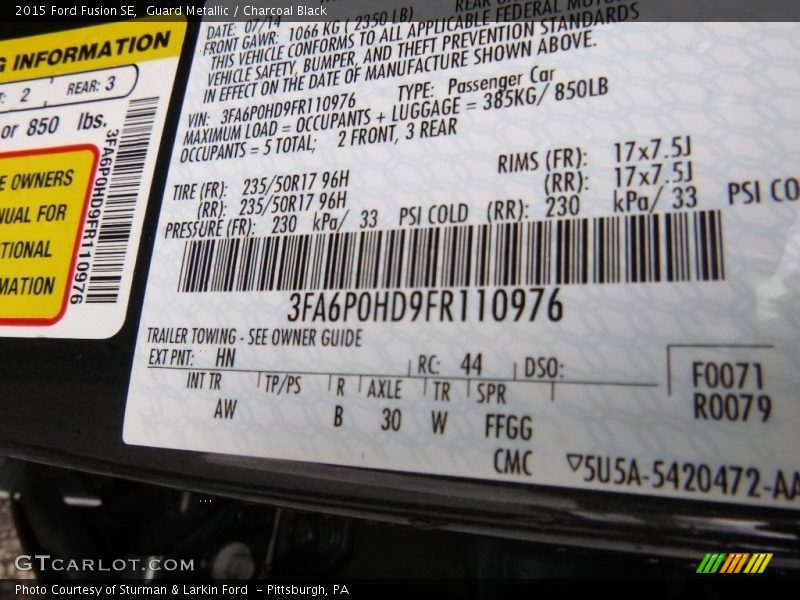 2015 Ford Fusion SE, Guard Metallic / Charcoal Black
G INFORMATION
T: 2 REAR: 3
or 850 lbs.
E OWNERS
NUAL FOR
TIONAL
MATION
3FA6P0HD9FR110976
DATE: 07/14
FRONT GAWR: 1066 KG ( 2350 LB)
THIS VEHICLE CONFORMS TO ALL APPLICABLE FEDERAL MOTOR
VEHICLE SAFETY, BUMPER, AND THEFT PREVENTION STANDARDS
IN EFFECT ON THE DATE OF MANUFACTURE SHOWN ABOVE.
VIN: 3FA6P0HD9FR110976 TYPE: Passenger Car
MAXIMUM LOAD = OCCUPANTS + LUGGAGE = 385KG/ 850LB
OCCUPANTS = 5 TOTAL; 2 FRONT, 3 REAR
TIRE (FR): 235/50R17 96H RIMS (FR): 17x7.5J
(RR): 235/50R17 96H (RR): 17x7.5J
PRESSURE (FR): 230 kPa/ 33 PSI COLD (RR): 230 kPa/ 33 PSI CO
3FA6P0HD9FR110976
TRAILER TOWING - SEE OWNER GUIDE
EXT PNT: HN RC: 44 DSO:
INT TR TP/PS R AXLE TR SPR
AW B 30 W FFGG
F0071
R0079
CMC 5U5A-5420472-AA
GTCARLOT.COM
Photo Courtesy of Sturman & Larkin Ford - Pittsburgh, PA